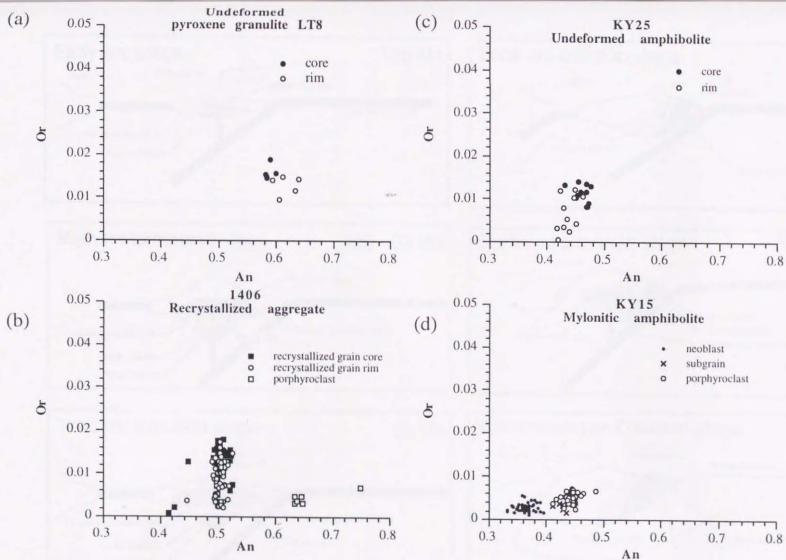 (a)
Undeformed
pyroxene granulite LT8
0.05
0.04
0.03
0.02
0.01
0
Or
core
rim
0.3 0.4 0.5 0.6 0.7 0.8
An
(c)
KY25
Undeformed amphibolite
0.05
0.04
0.03
0.02
0.01
0
Or
core
rim
0.3 0.4 0.5 0.6 0.7 0.8
An
(b)
1406
Recrystallized aggregate
0.05
0.04
0.03
0.02
0.01
0
Or
recrystallized grain core
recrystallized grain rim
porphyroclast
0.3 0.4 0.5 0.6 0.7 0.8
An
(d)
KY15
Mylonitic amphibolite
0.05
0.04
0.03
0.02
0.01
0
Or
neoblast
subgrain
porphyroclast
0.3 0.4 0.5 0.6 0.7 0.8
An